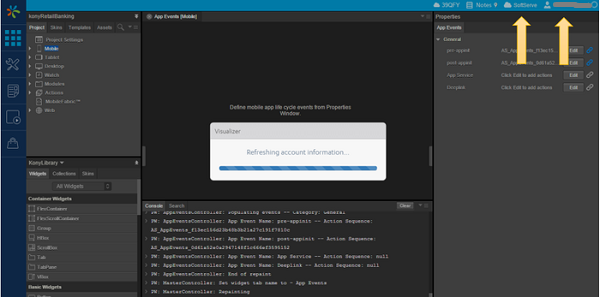 konyRetailBanking
Project
Skins
Templates
Assets
Project Settings
Mobile
Tablet
Desktop
Watch
Modules
Actions
Web
KonyLibrary
Widgets
Skins
All Widgets
Container Widgets
FlexContainer
FlexScrollContainer
Group
HBox
ScrollBox
Tab
TabPane
VBox
Basic Widgets
App Events [Mobile]
Define mobile app life cycle events from Properties
Window.
Visualizer
Refreshing account information...
Console
Search
Clear
> PW: AppEventsController: Populating events -- Category: General
> PW: AppEventsController: App Event Name: pre-appinit -- Action Sequence:
> PW: AppEventsController: App Event Name: post-appinit -- Action Sequence:
> PW: AppEventsController: App Event Name: App Service -- Action Sequence: null
> PW: AppEventsController: App Event Name: Deeplink -- Action Sequence: null
> PW: AppEventsController: End of repaint
> PW: MasterController: Set widget tab name to - App Events
> PW: MasterController: Repainting
Notes 9
SoftServe
Properties
App Events
General
pre-appinit
Edit
post-appinit
Edit
App Service
Click Edit to add actions
Edit
Deeplink
Click Edit to add actions
Edit